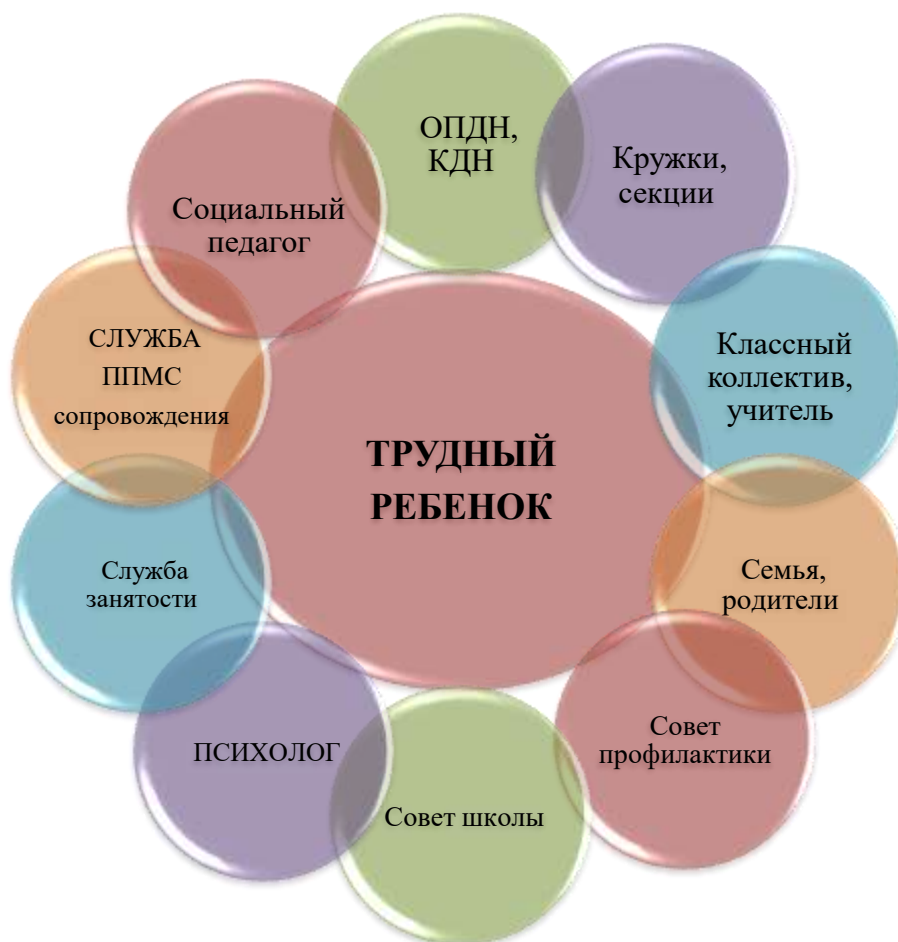 ОПДН,
КДН
Кружки,
секции
Классный
коллектив,
учитель
Семья,
родители
Совет
профилактики
Совет школы
ПСИХОЛОГ
Служба
занятости
СЛУЖБА
ППМС
сопровождения
Социальный
педагог
ТРУДНЫЙ
РЕБЕНОК